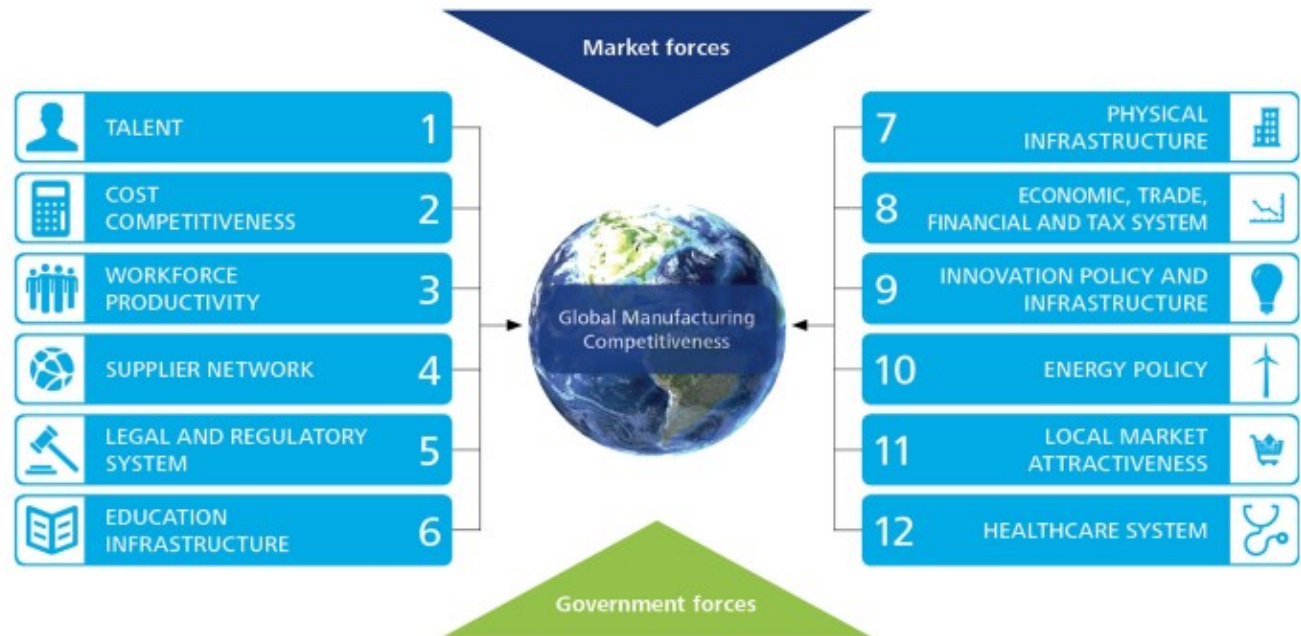 Market forces
TALENT 1
COST
COMPETITIVENESS 2
WORKFORCE
PRODUCTIVITY 3
SUPPLIER NETWORK 4
LEGAL AND REGULATORY
SYSTEM 5
EDUCATION
INFRASTRUCTURE 6
Global Manufacturing
Competitiveness
7 PHYSICAL
INFRASTRUCTURE
8 ECONOMIC, TRADE,
FINANCIAL AND TAX SYSTEM
9 INNOVATION POLICY AND
INFRASTRUCTURE
10 ENERGY POLICY
11 LOCAL MARKET
ATTRACTIVENESS
12 HEALTHCARE SYSTEM
Government forces